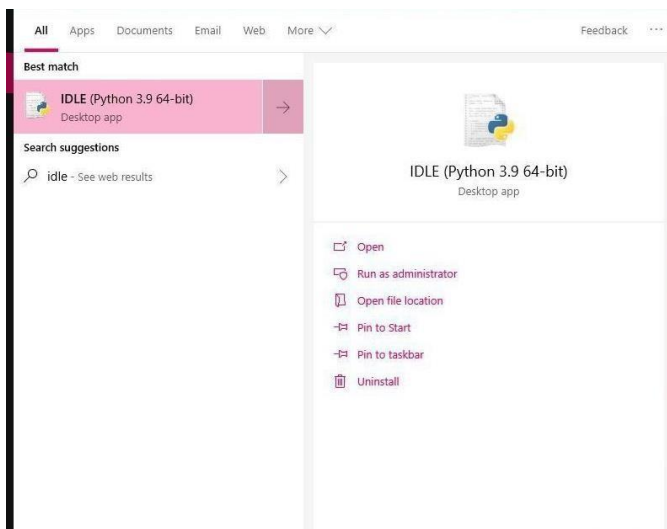 All Apps Documents Email Web More Feedback ...
Best match
IDLE (Python 3.9 64-bit)
Desktop app
Search suggestions
idle - See web results
IDLE (Python 3.9 64-bit)
Desktop app
Open
Run as administrator
Open file location
Pin to Start
Pin to taskbar
Uninstall